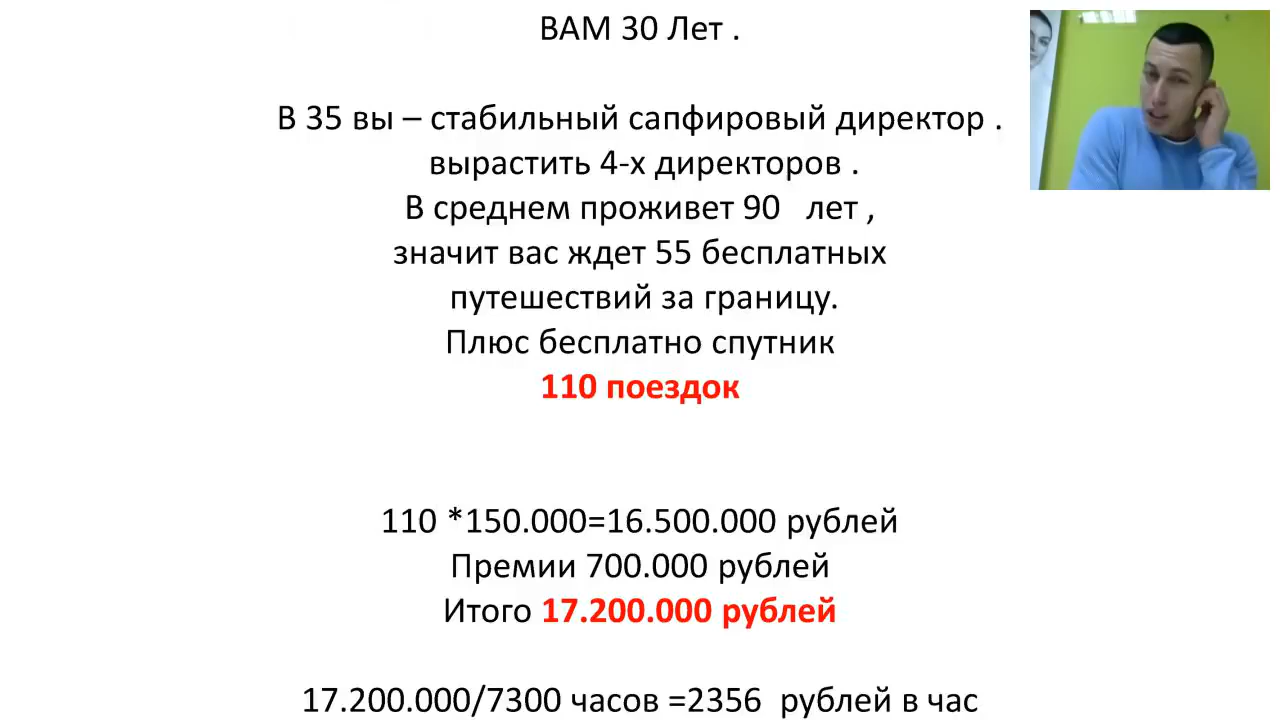 ВАМ 30 Лет .
В 35 вы – стабильный сапфировый директор .
вырастить 4-х директоров .
В среднем проживет 90 лет ,
значит вас ждет 55 бесплатных
путешествий за границу.
Плюс бесплатно спутник
110 поездок
110 *150.000=16.500.000 рублей
Премии 700.000 рублей
Итого 17.200.000 рублей
17.200.000/7300 часов =2356 рублей в час